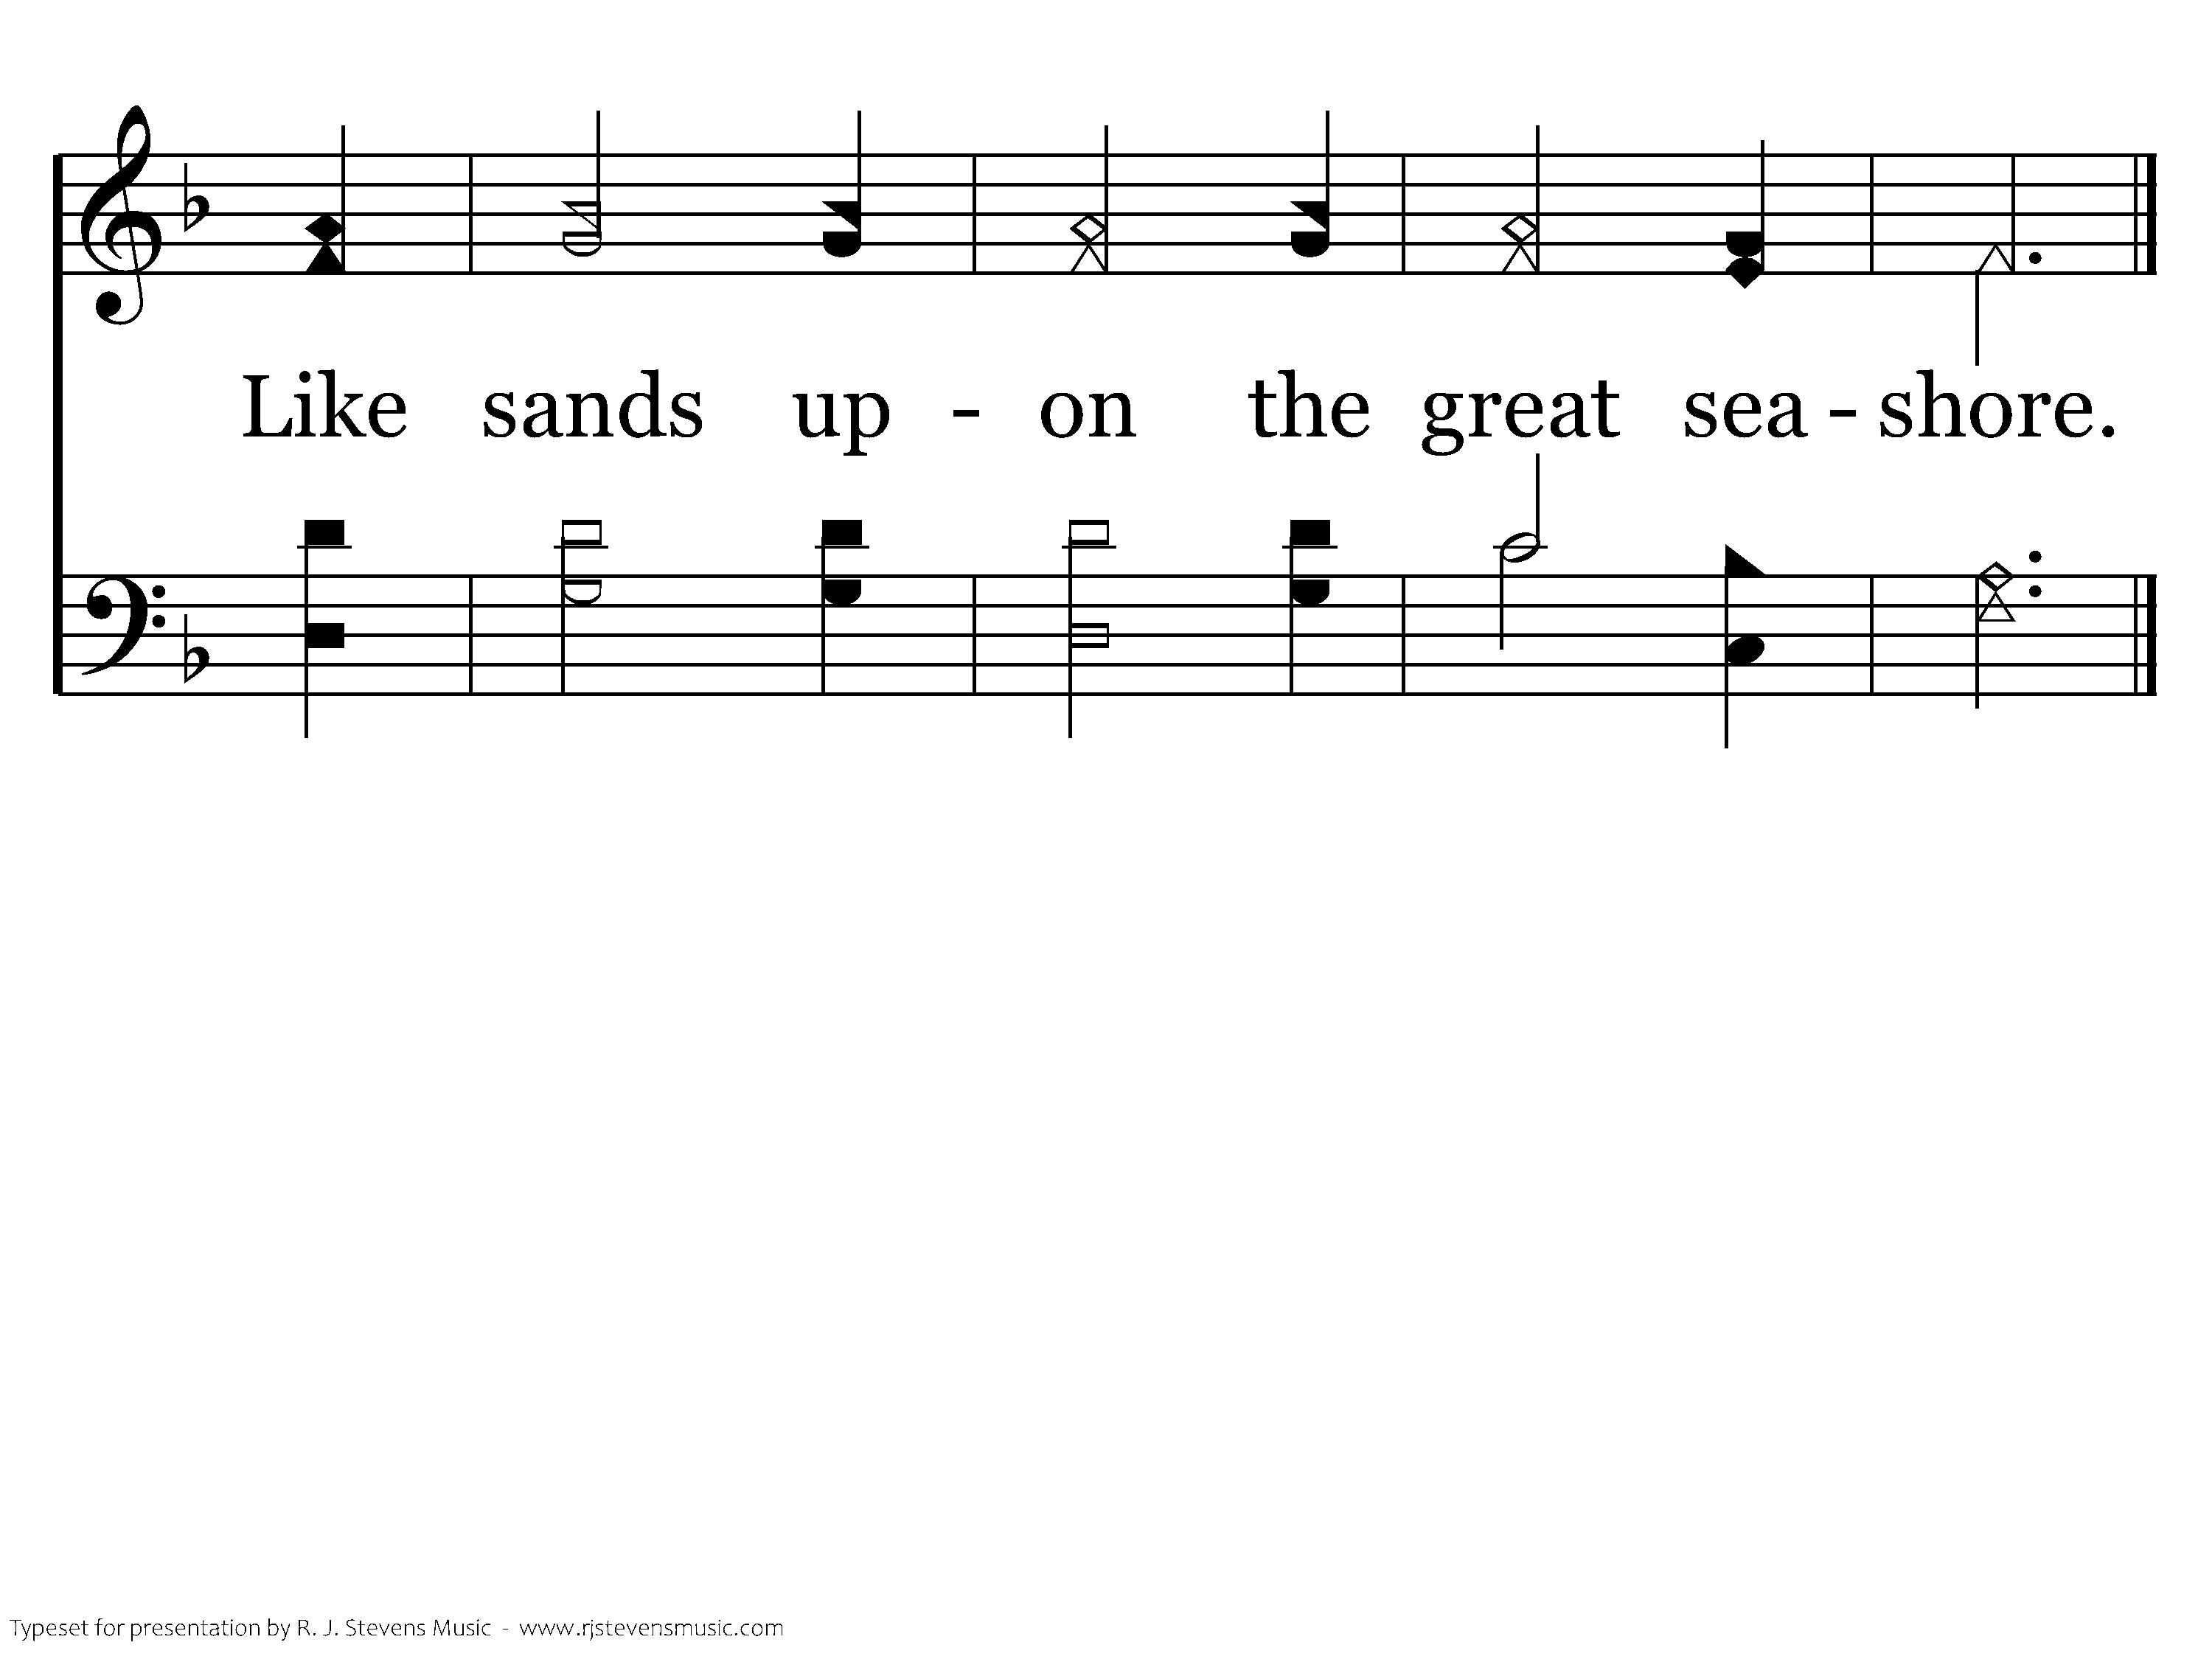 Like sands up - on the great sea - shore.
Typeset for presentation by R. J. Stevens Music - www.rjstevensmusic.com